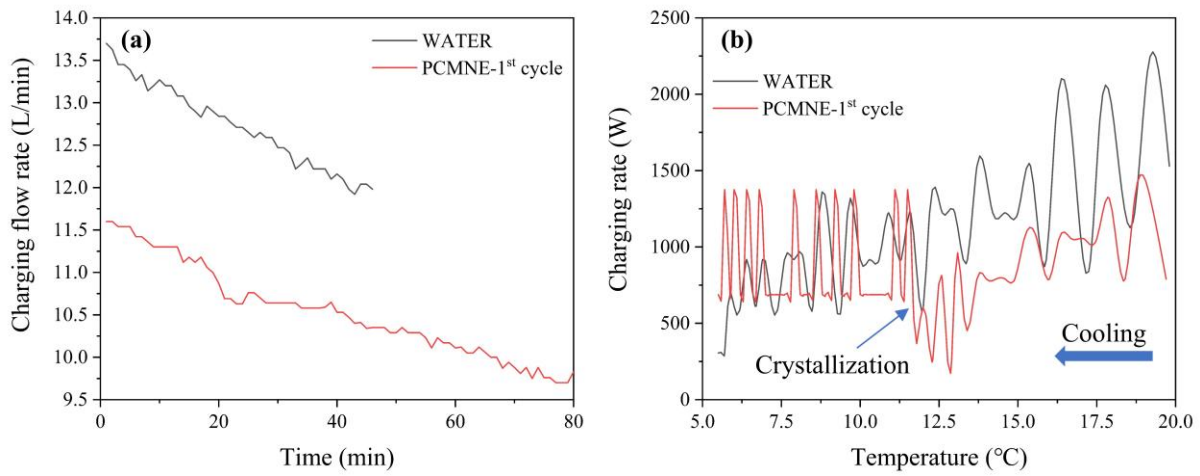 (a)
WATER
PCMNE-1st cycle
Charging flow rate (L/min)
14.0
13.5
13.0
12.5
12.0
11.5
11.0
10.5
10.0
9.5
0
20
40
60
80
Time (min)
(b)
WATER
PCMNE-1st cycle
Charging rate (W)
2500
2000
1500
1000
500
0
Crystallization
Cooling
5.0
7.5
10.0
12.5
15.0
17.5
20.0
Temperature (°C)